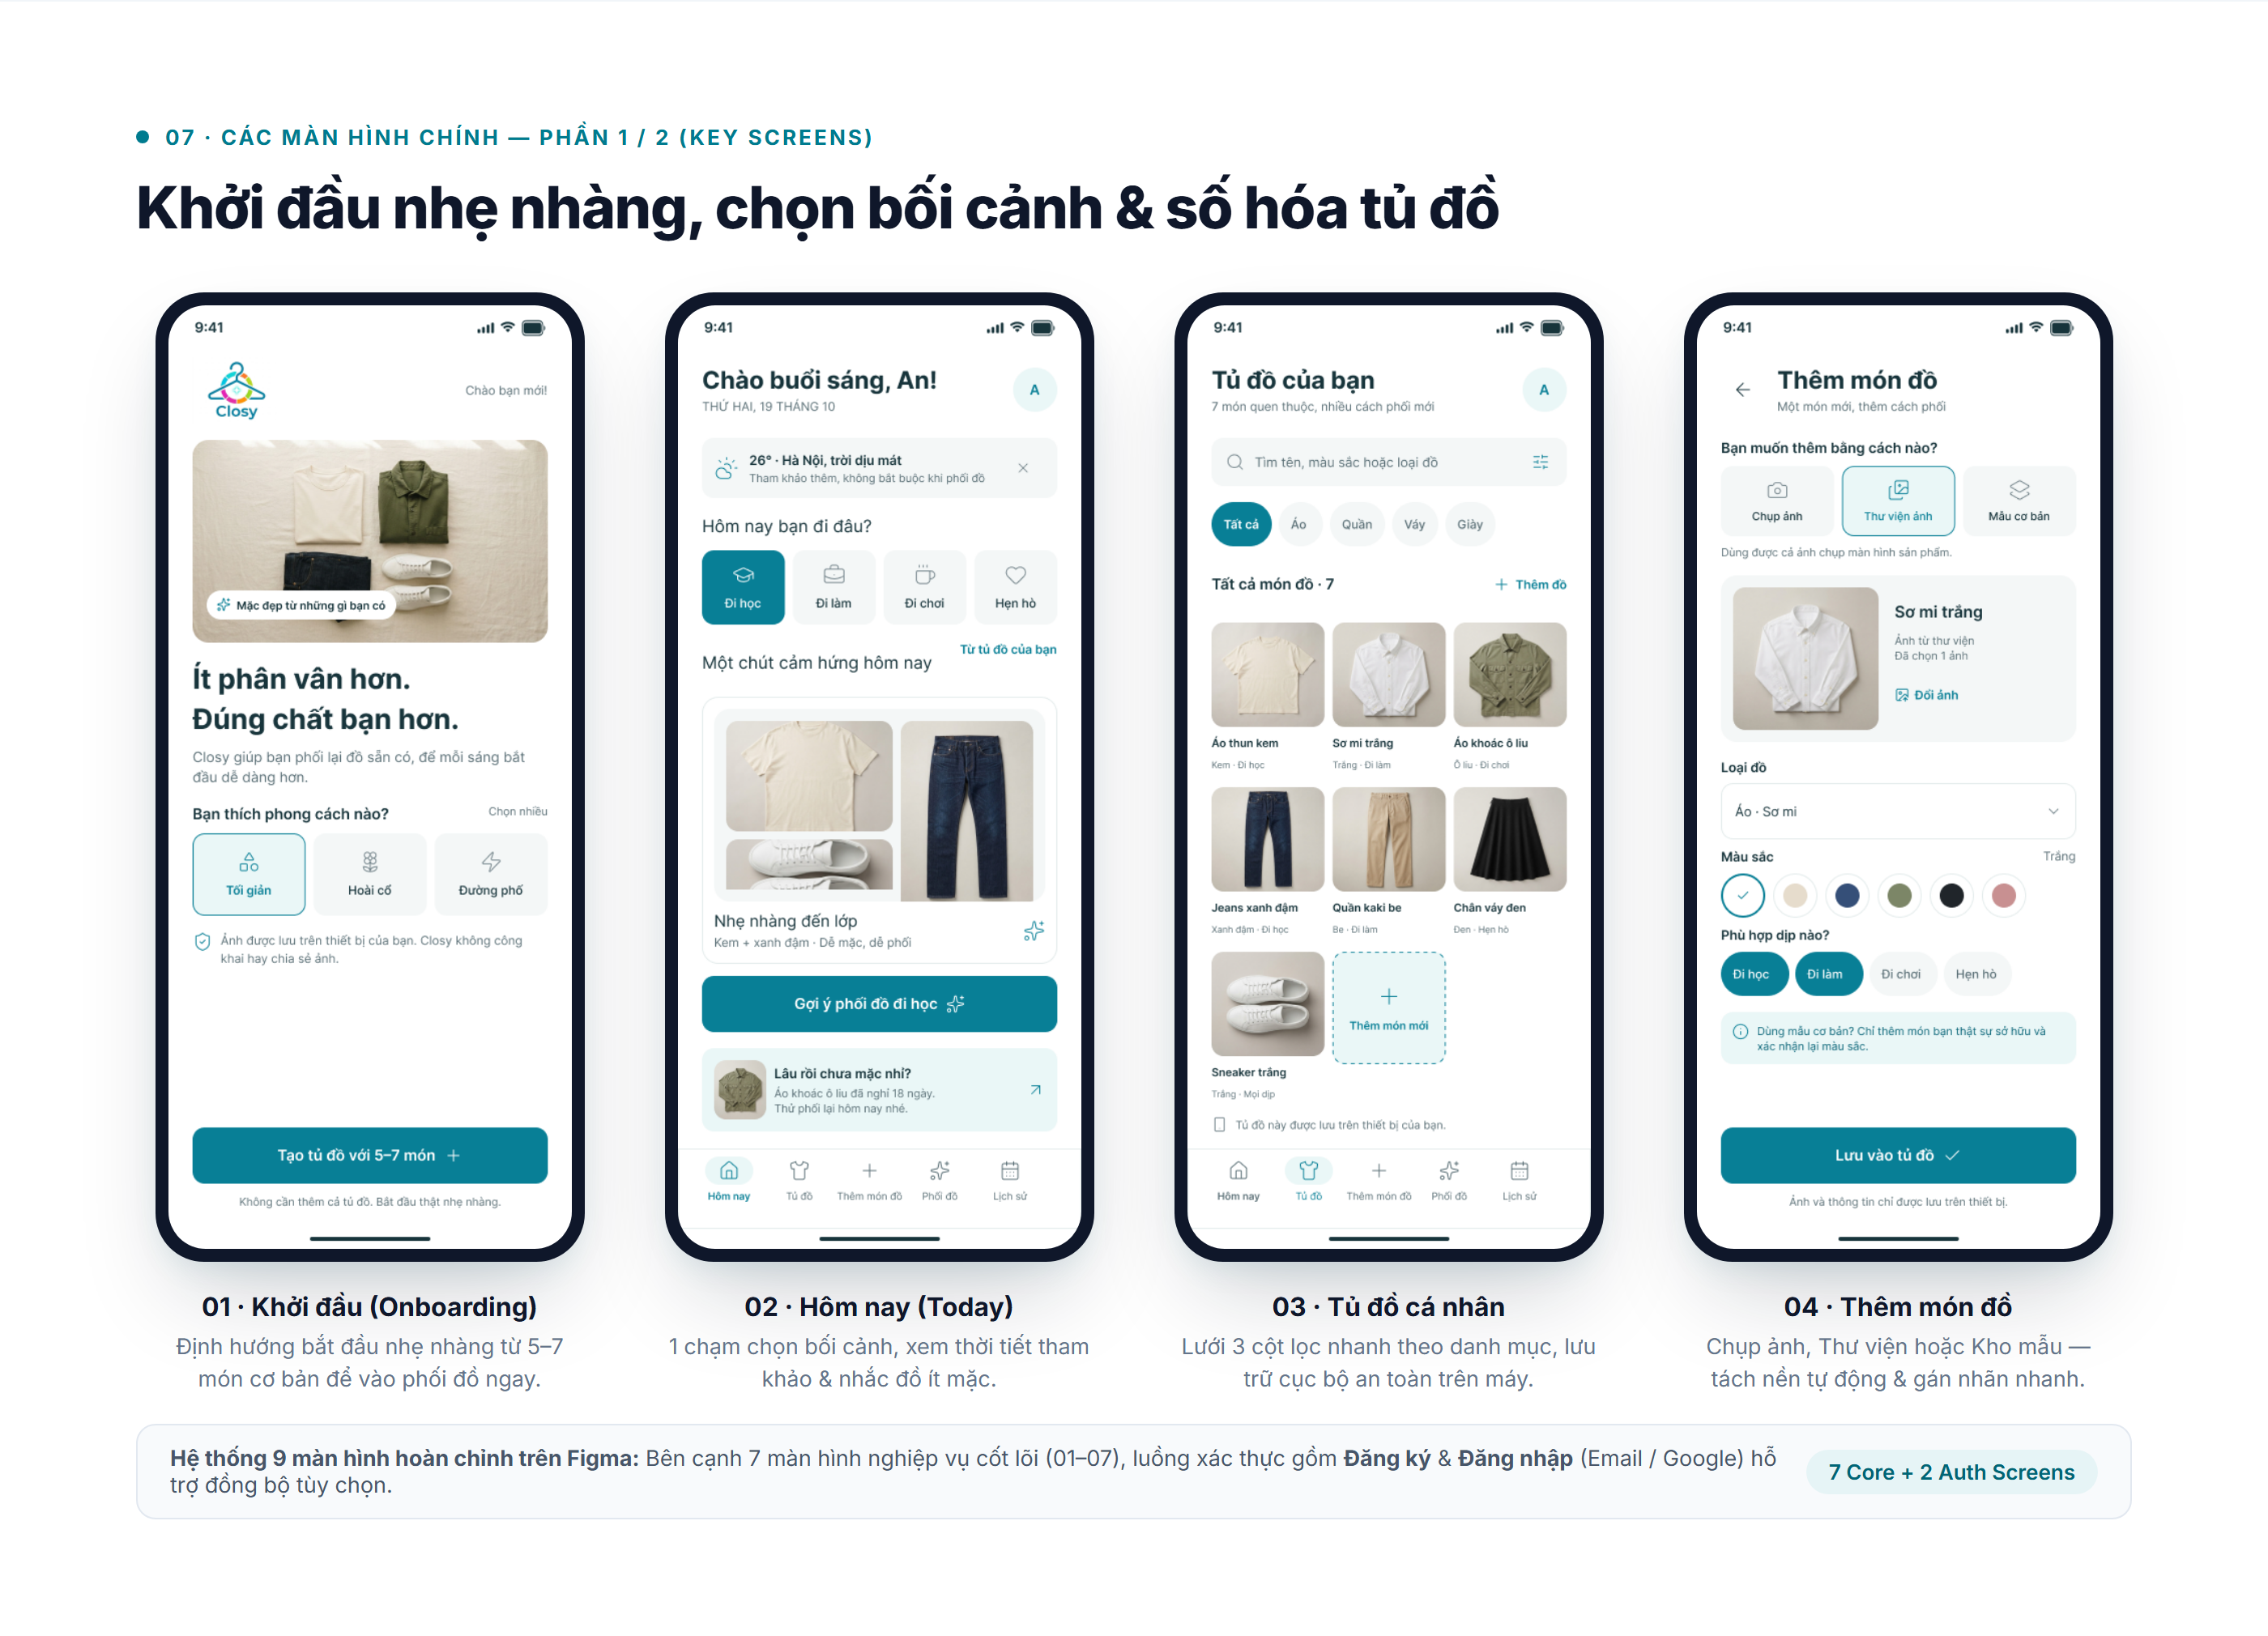 07 · CÁC MÀN HÌNH CHÍNH — PHẦN 1 / 2 (KEY SCREENS)
Khởi đầu nhẹ nhàng, chọn bối cảnh & số hóa tủ đồ
9:41
Closy
Chào bạn mới!
Mặc đẹp từ những gì bạn có
Ít phân vân hơn.
Đúng chất bạn hơn.
Closy giúp bạn phối lại đồ sẵn có, để mỗi sáng bắt
đầu dễ dàng hơn.
Bạn thích phong cách nào?
Chọn nhiều
Tối giản
Hoài cổ
Đường phố
Ảnh được lưu trên thiết bị của bạn. Closy không công
khai hay chia sẻ ảnh.
Tạo tủ đồ với 5–7 món
Không cần thêm cả tủ đồ. Bắt đầu thật nhẹ nhàng.
01 · Khởi đầu (Onboarding)
Định hướng bắt đầu nhẹ nhàng từ 5–7
món cơ bản để vào phối đồ ngay.
9:41
Chào buổi sáng, An!
THỨ HAI, 19 THÁNG 10
A
26° · Hà Nội, trời dịu mát
Tham khảo thêm, không bắt buộc khi phối đồ
Hôm nay bạn đi đâu?
Đi học
Đi làm
Đi chơi
Hẹn hò
Một chút cảm hứng hôm nay
Từ tủ đồ của bạn
Nhẹ nhàng đến lớp
Kem + xanh đậm · Dễ mặc, dễ phối
Gợi ý phối đồ đi học
Lâu rồi chưa mặc nhỉ?
Áo khoác ô liu đã nghỉ 18 ngày.
Thử phối lại hôm nay nhé.
Hôm nay
Tủ đồ
Thêm món đồ
Phối đồ
Lịch sử
02 · Hôm nay (Today)
1 chạm chọn bối cảnh, xem thời tiết tham
khảo & nhắc đồ ít mặc.
9:41
Tủ đồ của bạn
7 món quen thuộc, nhiều cách phối mới
A
Tìm tên, màu sắc hoặc loại đồ
Tất cả
Áo
Quần
Váy
Giày
Tất cả món đồ · 7
Thêm đồ
Áo thun kem
Kem · Đi học
Sơ mi trắng
Trắng · Đi làm
Áo khoác ô liu
Ô liu · Đi chơi
Jeans xanh đậm
Xanh đậm · Đi học
Quần kaki be
Be · Đi làm
Chân váy đen
Đen · Hẹn hò
Sneaker trắng
Trắng · Mọi dịp
Thêm món mới
Tủ đồ này được lưu trên thiết bị của bạn.
Hôm nay
Tủ đồ
Thêm món đồ
Phối đồ
Lịch sử
03 · Tủ đồ cá nhân
Lưới 3 cột lọc nhanh theo danh mục, lưu
trữ cục bộ an toàn trên máy.
9:41
Thêm món đồ
Một món mới, thêm cách phối
Bạn muốn thêm bằng cách nào?
Chụp ảnh
Thư viện ảnh
Mẫu cơ bản
Dùng được cả ảnh chụp màn hình sản phẩm.
Sơ mi trắng
Ảnh từ thư viện
Đã chọn 1 ảnh
Đổi ảnh
Loại đồ
Áo · Sơ mi
Màu sắc
Trắng
Phù hợp dịp nào?
Đi học
Đi làm
Đi chơi
Hẹn hò
Dùng mẫu cơ bản? Chỉ thêm món bạn thật sự sở hữu và
xác nhận lại màu sắc.
Lưu vào tủ đồ
Ảnh và thông tin chỉ được lưu trên thiết bị.
04 · Thêm món đồ
Chụp ảnh, Thư viện hoặc Kho mẫu —
tách nền tự động & gán nhãn nhanh.
Hệ thống 9 màn hình hoàn chỉnh trên Figma: Bên cạnh 7 màn hình nghiệp vụ cốt lõi (01–07), luồng xác thực gồm Đăng ký & Đăng nhập (Email / Google) hỗ
trợ đồng bộ tùy chọn.
7 Core + 2 Auth Screens